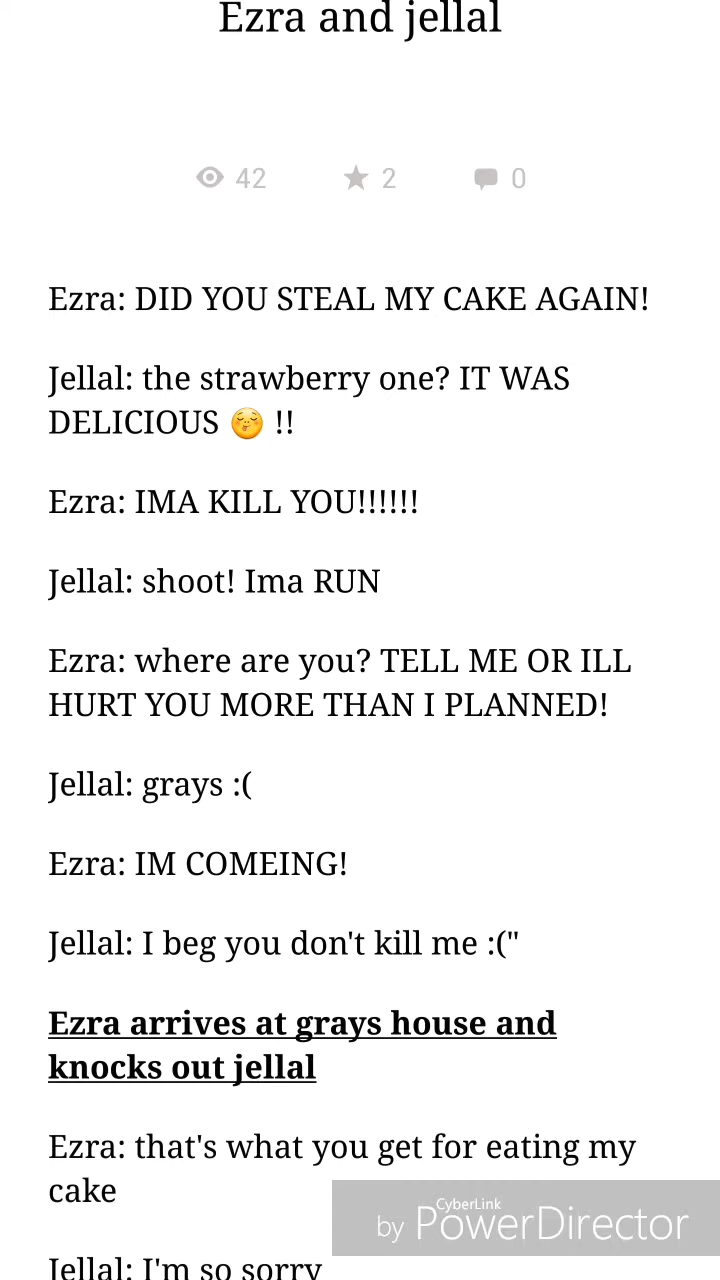 Ezra and jellal
42 2 0
Ezra: DID YOU STEAL MY CAKE AGAIN!
Jellal: the strawberry one? IT WAS
DELICIOUS 😚 !!
Ezra: IMA KILL YOU!!!!!!
Jellal: shoot! Ima RUN
Ezra: where are you? TELL ME OR ILL
HURT YOU MORE THAN I PLANNED!
Jellal: grays :(
Ezra: IM COMEING!
Jellal: I beg you don't kill me :("
Ezra arrives at grays house and
knocks out jellal
Ezra: that's what you get for eating my
cake
Jellal: I'm so sorry
CyberLink
by PowerDirector